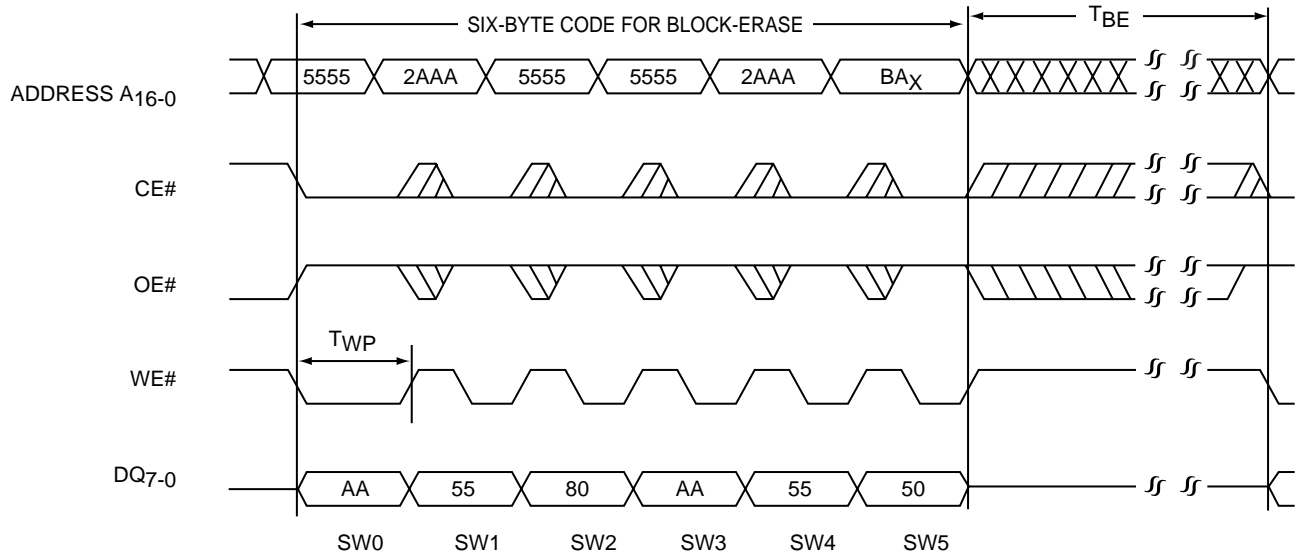 SIX-BYTE CODE FOR BLOCK-ERASE TBE
ADDRESS A16-0 5555 2AAA 5555 5555 2AAA BAX
CE#
OE#
TWP
WE#
DQ7-0 AA 55 80 AA 55 50
SW0 SW1 SW2 SW3 SW4 SW5